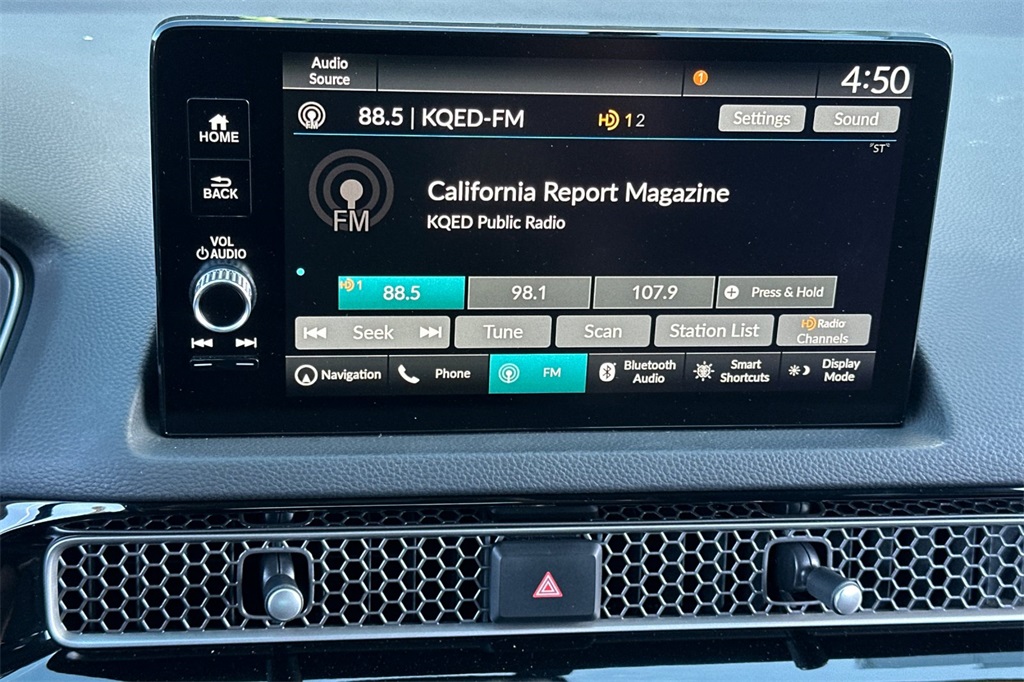 Audio
Source
1
4:50
HOME
FM
88.5 | KQED-FM
HD 1 2
Settings
Sound
"ST"
BACK
California Report Magazine
FM
KQED Public Radio
VOL
AUDIO
HD 1
88.5
98.1
107.9
Press & Hold
Seek
Tune
Scan
Station List
HD Radio
Channels
Navigation
Phone
FM
Bluetooth
Audio
Smart
Shortcuts
Display
Mode